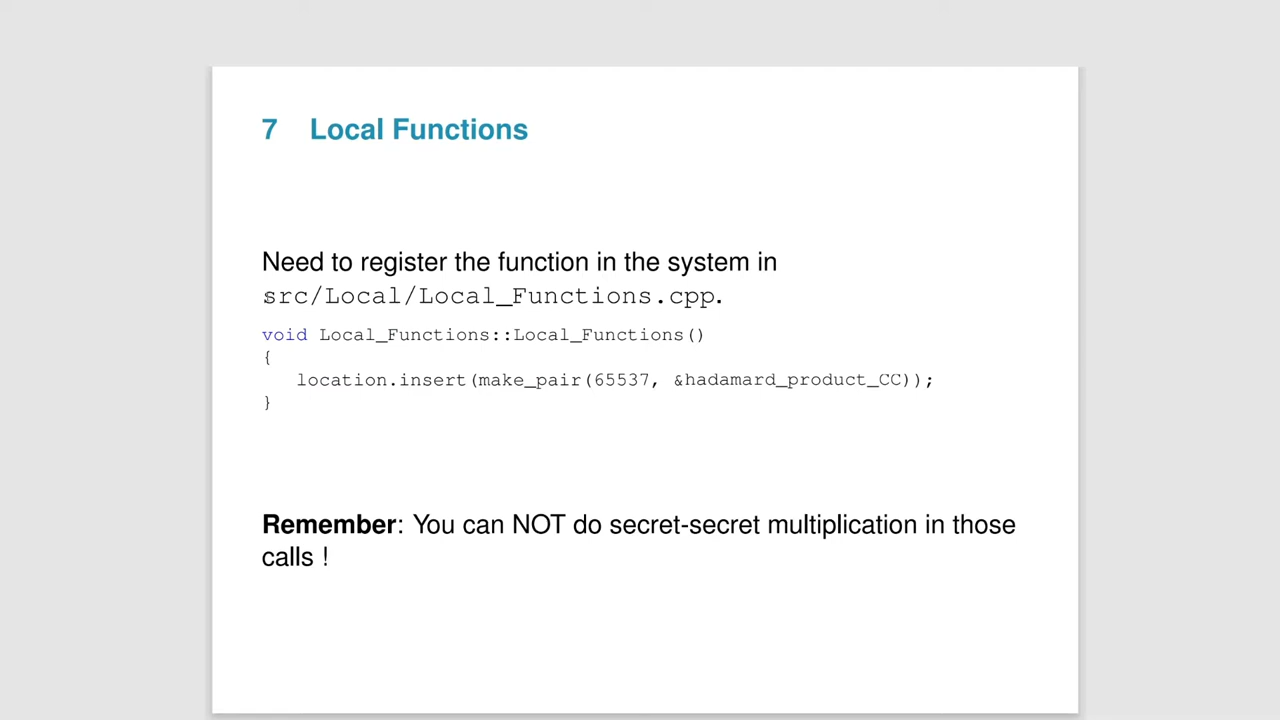 7 Local Functions
Need to register the function in the system in
src/Local/Local_Functions.cpp.
void Local_Functions::Local_Functions()
{
location.insert(make_pair(65537, &hadamard_product_CC));
}
Remember: You can NOT do secret-secret multiplication in those
calls !